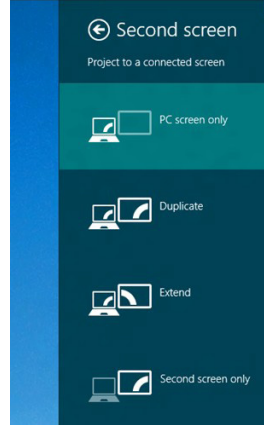 Second screen
Project to a connected screen
PC screen only
Duplicate
Extend
Second screen only